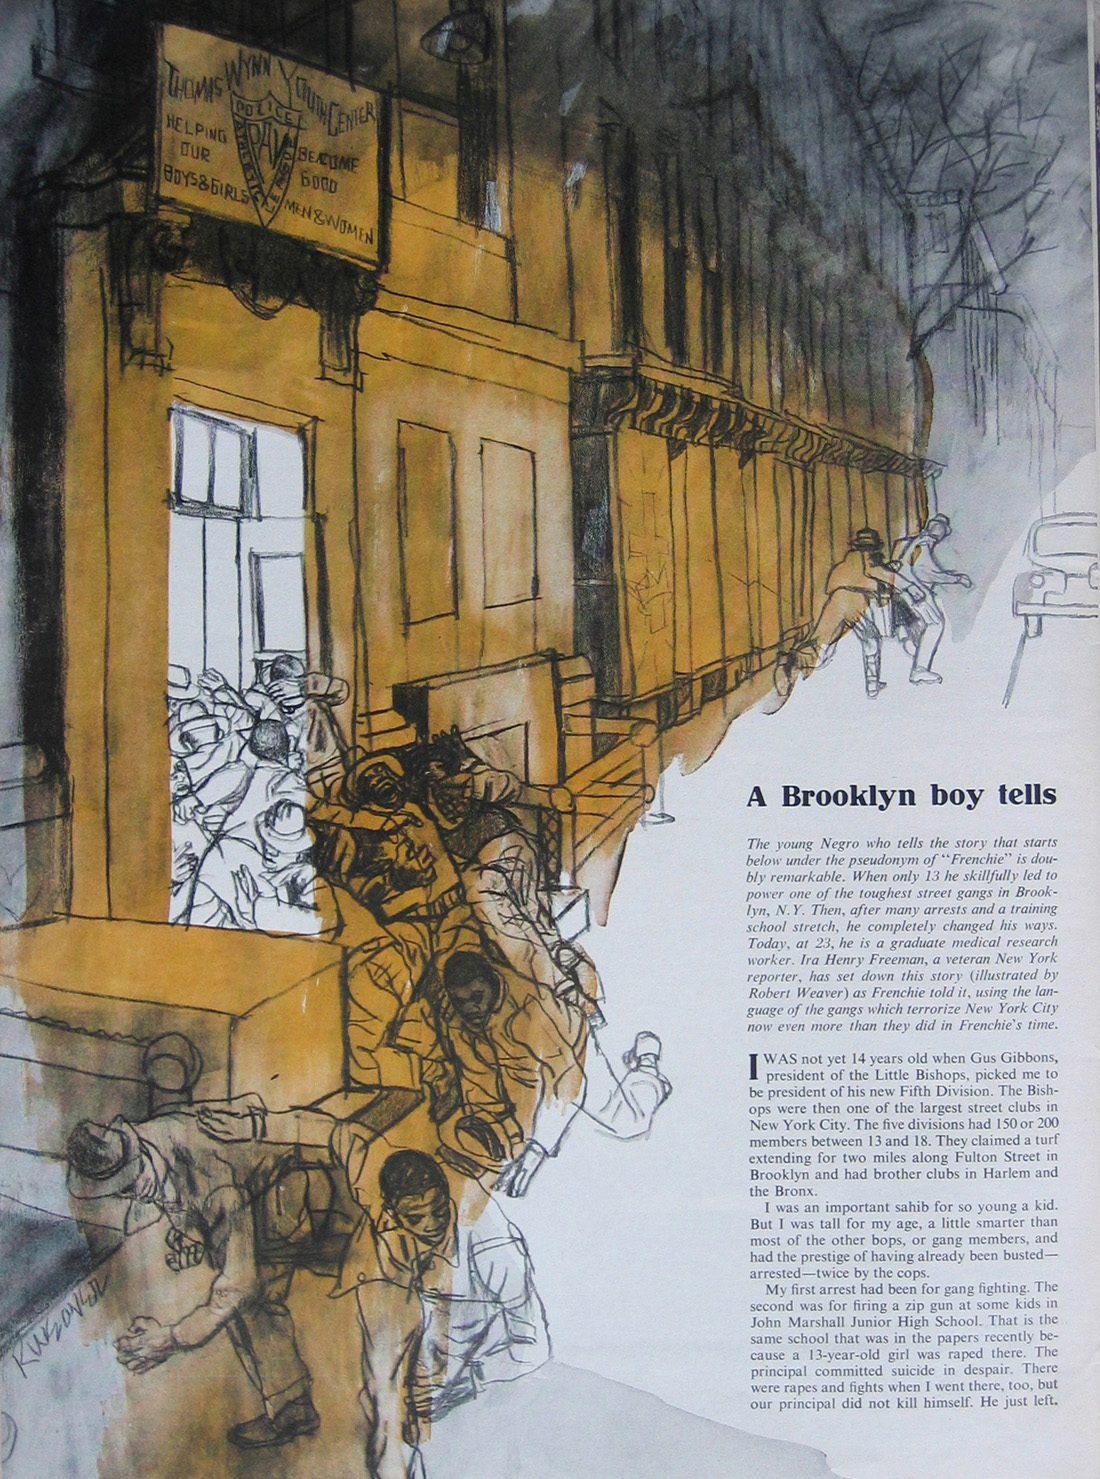 THOMAS WYNN YOUTH CENTER
POLICE
PAL
HELPING
OUR
BOYS & GIRLS
BECOME
GOOD
MEN & WOMEN
A Brooklyn boy tells
The young Negro who tells the story that starts
below under the pseudonym of “Frenchie” is dou-
bly remarkable. When only 13 he skillfully led to
power one of the toughest street gangs in Brook-
lyn, N. Y. Then, after many arrests and a training
school stretch, he completely changed his ways.
Today, at 23, he is a graduate medical research
worker. Ira Henry Freeman, a veteran New York
reporter, has set down this story (illustrated by
Robert Weaver) as Frenchie told it, using the lan-
guage of the gangs which terrorize New York City
now even more than they did in Frenchie's time.
I WAS not yet 14 years old when Gus Gibbons,
president of the Little Bishops, picked me to
be president of his new Fifth Division. The Bish-
ops were then one of the largest street clubs in
New York City. The five divisions had 150 or 200
members between 13 and 18. They claimed a turf
extending for two miles along Fulton Street in
Brooklyn and had brother clubs in Harlem and
the Bronx.
I was an important sahib for so young a kid.
But I was tall for my age, a little smarter than
most of the other bops, or gang members, and
had the prestige of having already been busted—
arrested—twice by the cops.
My first arrest had been for gang fighting. The
second was for firing a zip gun at some kids in
John Marshall Junior High School. That is the
same school that was in the papers recently be-
cause a 13-year-old girl was raped there. The
principal committed suicide in despair. There
were rapes and fights when I went there, too, but
our principal did not kill himself. He just left.